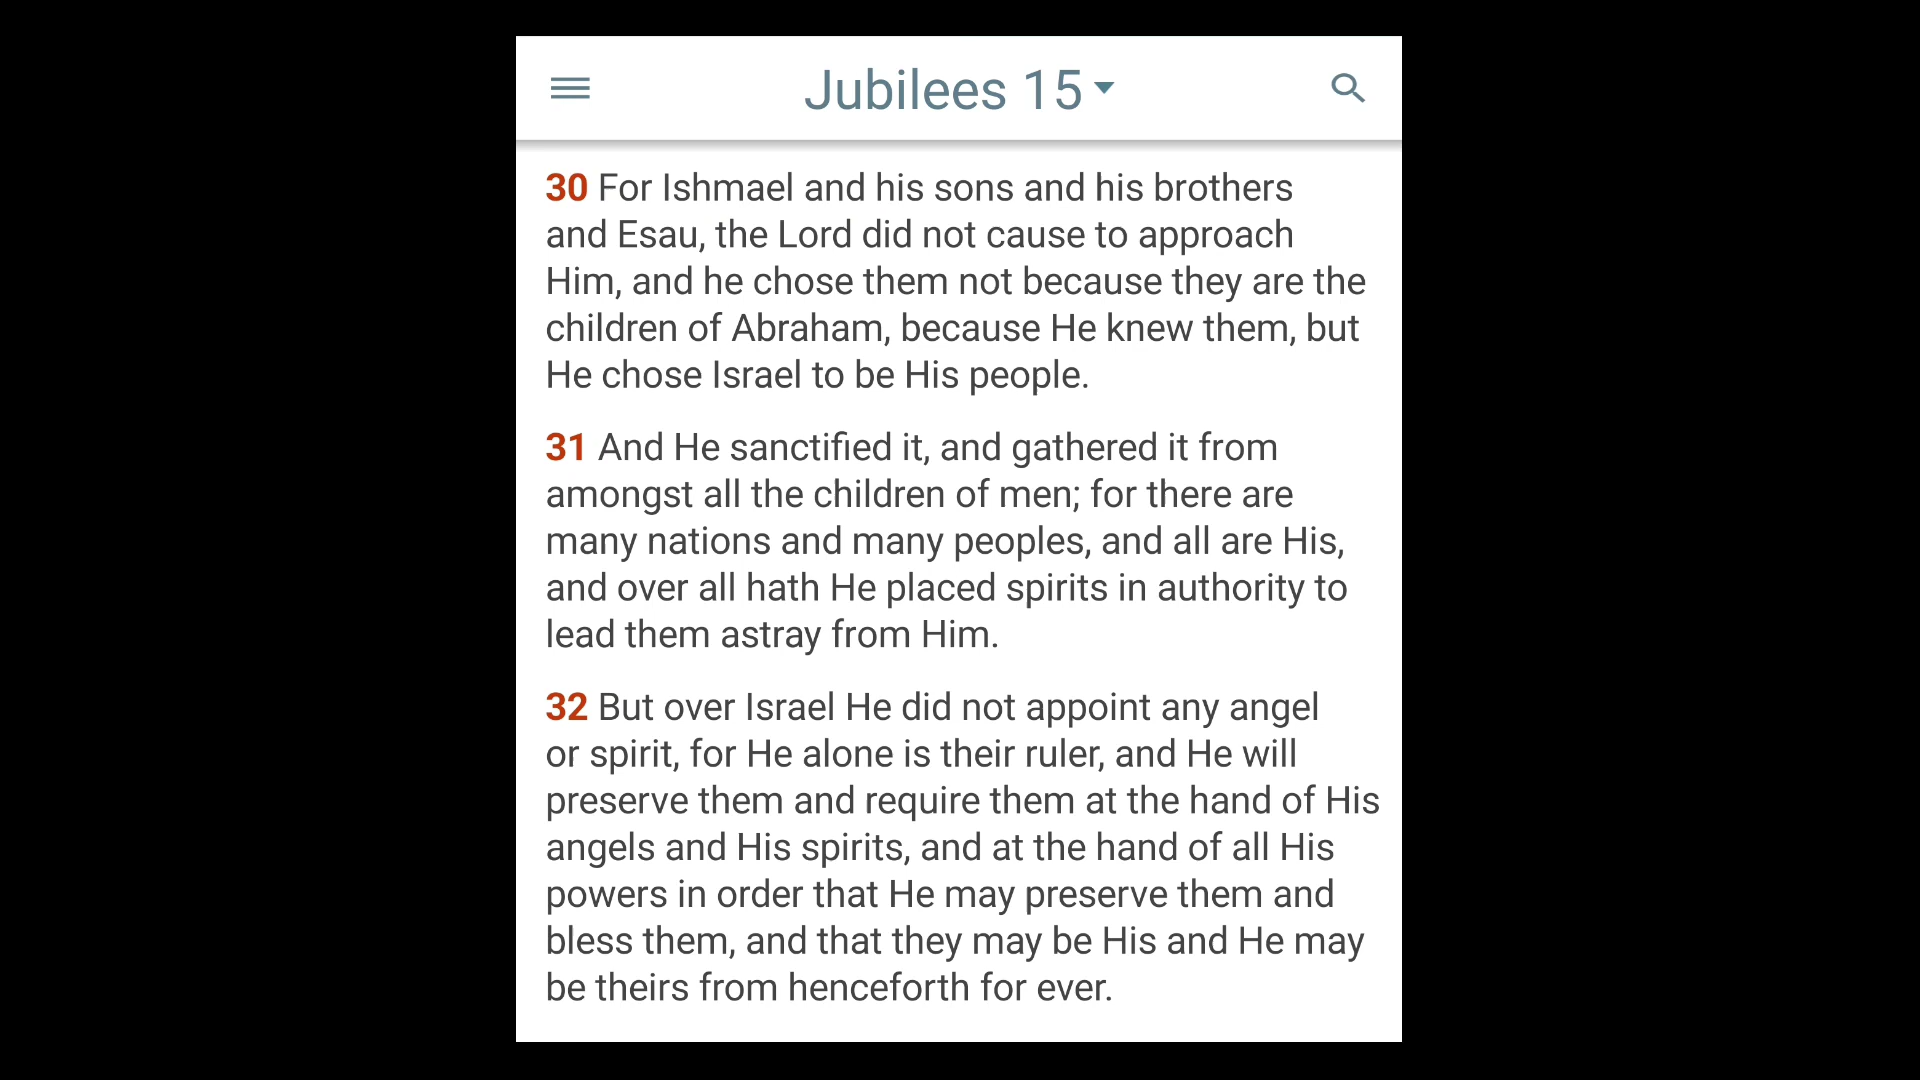 Jubilees 15
30 For Ishmael and his sons and his brothers
and Esau, the Lord did not cause to approach
Him, and he chose them not because they are the
children of Abraham, because He knew them, but
He chose Israel to be His people.
31 And He sanctified it, and gathered it from
amongst all the children of men; for there are
many nations and many peoples, and all are His,
and over all hath He placed spirits in authority to
lead them astray from Him.
32 But over Israel He did not appoint any angel
or spirit, for He alone is their ruler, and He will
preserve them and require them at the hand of His
angels and His spirits, and at the hand of all His
powers in order that He may preserve them and
bless them, and that they may be His and He may
be theirs from henceforth for ever.